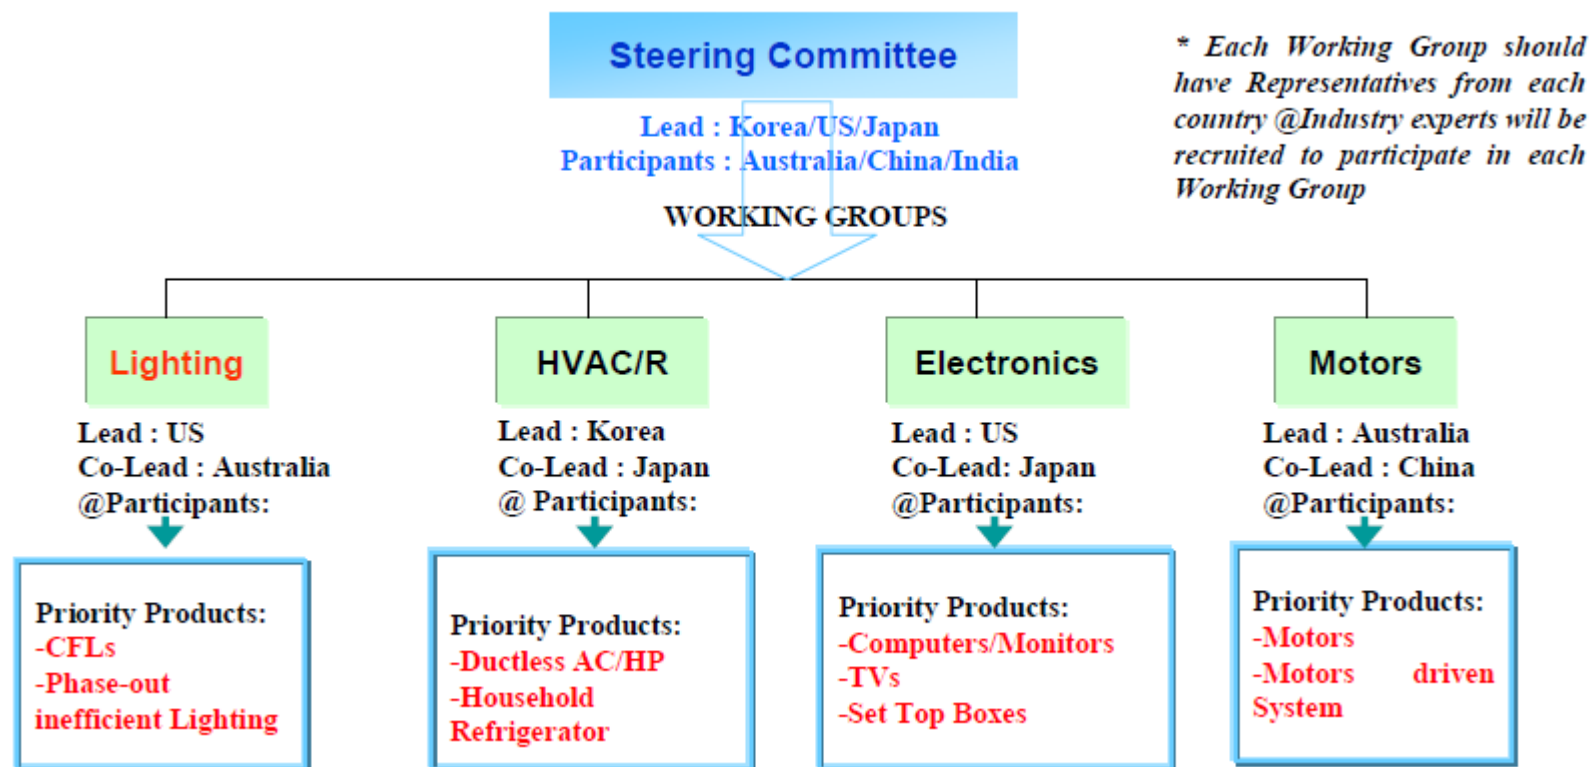 Steering Committee
Lead : Korea/US/Japan
Participants : Australia/China/India
* Each Working Group should
have Representatives from each
country @Industry experts will be
recruited to participate in each
Working Group
WORKING GROUPS
Lighting
Lead : US
Co-Lead : Australia
@Participants:
Priority Products:
-CFLs
-Phase-out
inefficient Lighting
HVAC/R
Lead : Korea
Co-Lead : Japan
@ Participants:
Priority Products:
-Ductless AC/HP
-Household
Refrigerator
Electronics
Lead : US
Co-Lead: Japan
@Participants:
Priority Products:
-Computers/Monitors
-TVs
-Set Top Boxes
Motors
Lead : Australia
Co-Lead : China
@Participants:
Priority Products:
-Motors
-Motors driven
System